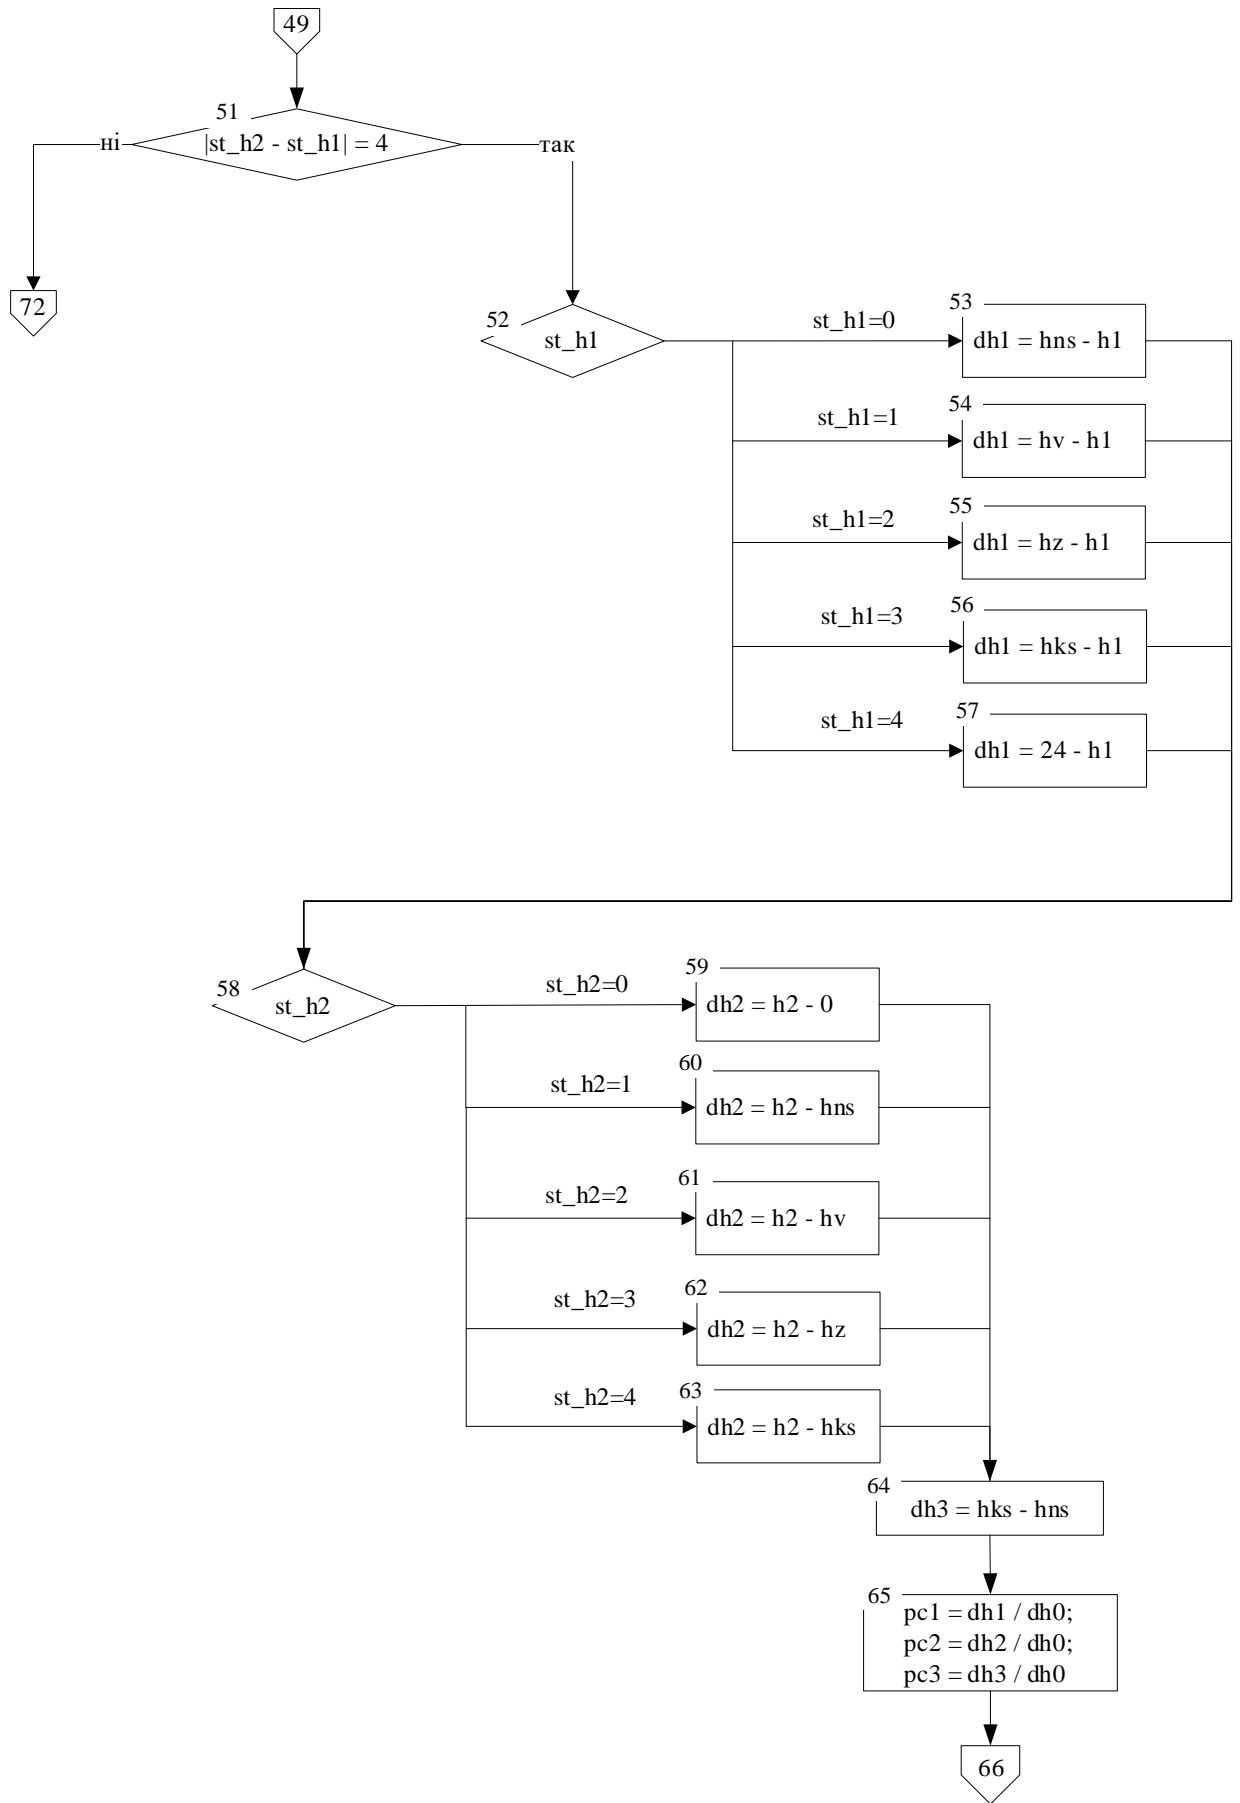 49
51
|st_h2 - st_h1| = 4
ні
так
72
52
st_h1
st_h1=0
53
dh1 = hns - h1
st_h1=1
54
dh1 = hv - h1
st_h1=2
55
dh1 = hz - h1
st_h1=3
56
dh1 = hks - h1
st_h1=4
57
dh1 = 24 - h1
58
st_h2
st_h2=0
59
dh2 = h2 - 0
st_h2=1
60
dh2 = h2 - hns
st_h2=2
61
dh2 = h2 - hv
st_h2=3
62
dh2 = h2 - hz
st_h2=4
63
dh2 = h2 - hks
64
dh3 = hks - hns
65
pc1 = dh1 / dh0;
pc2 = dh2 / dh0;
pc3 = dh3 / dh0
66